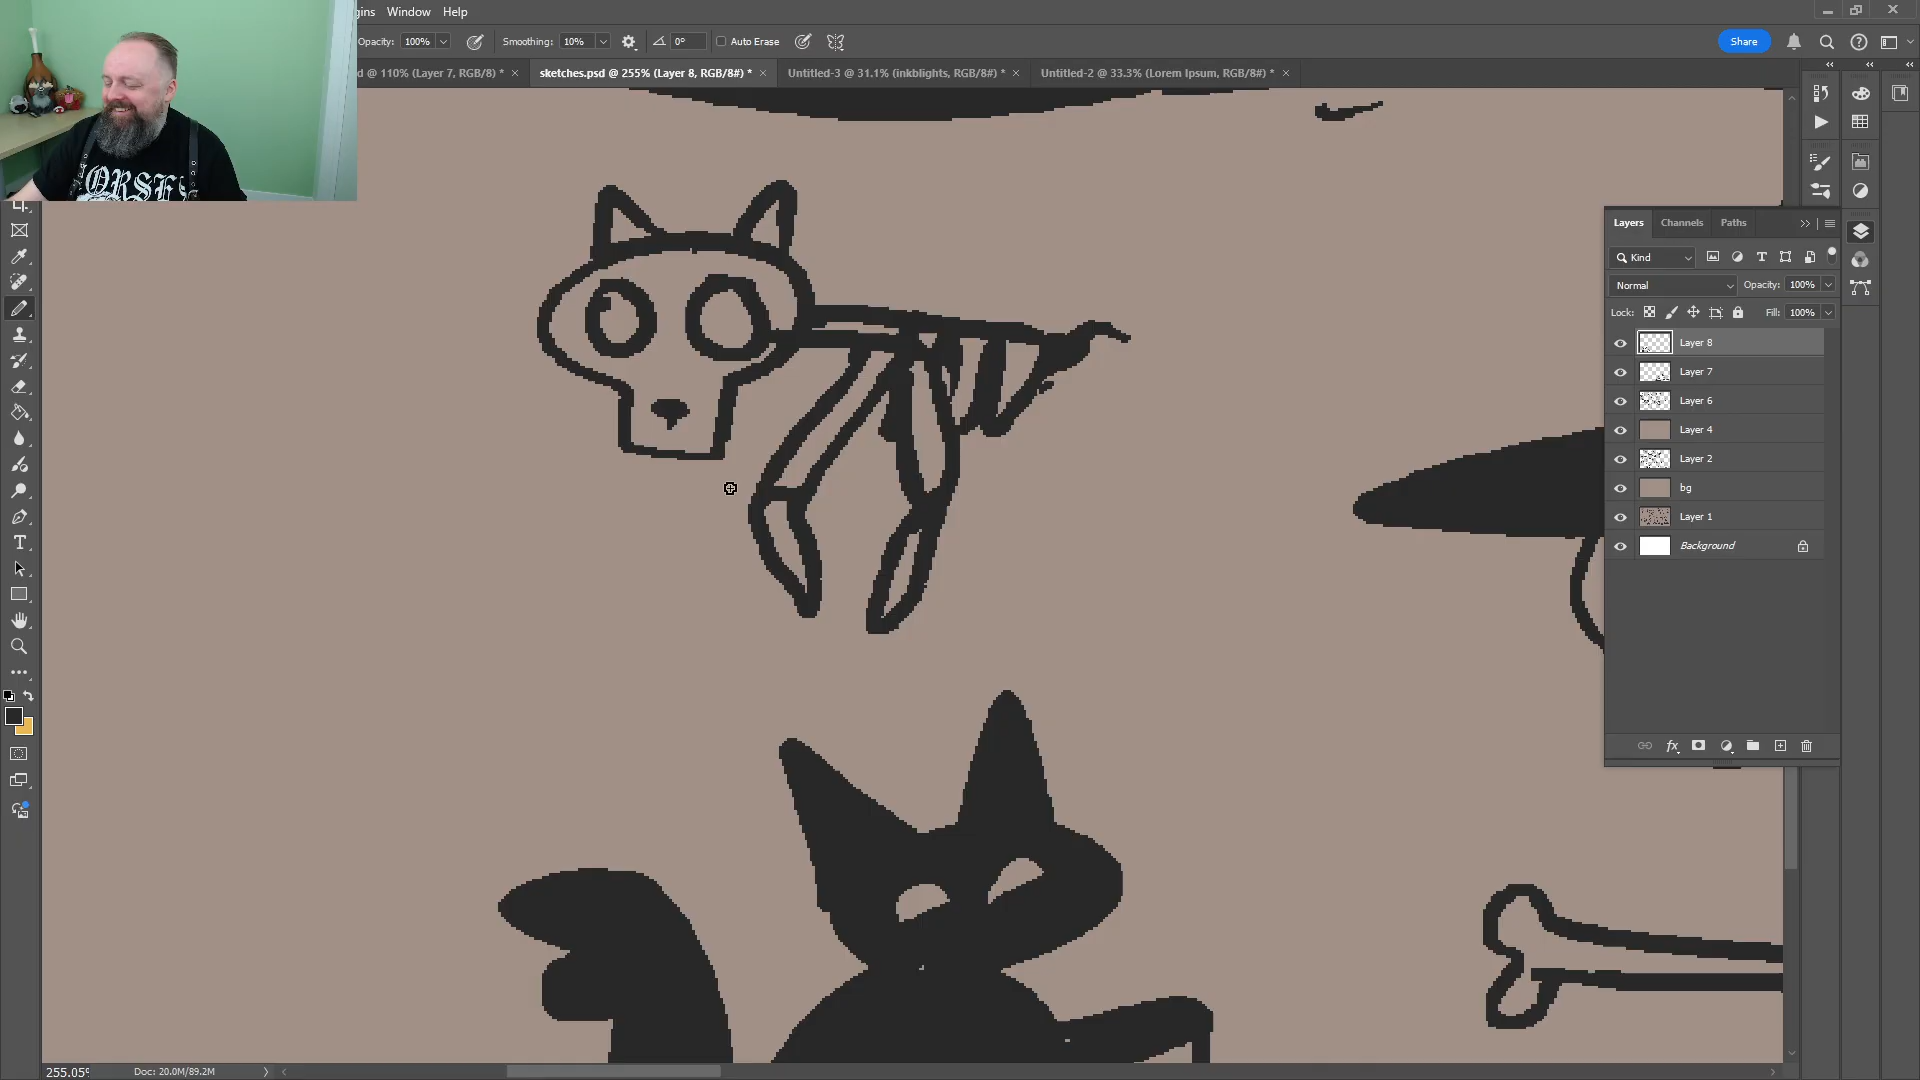 gins Window Help
Opacity: 100% Smoothing: 10% 0° Auto Erase Share
d @ 110% (Layer 7, RGB/8) * × sketches.psd @ 255% (Layer 8, RGB/8#) * × Untitled-3 @ 31.1% (inkblights, RGB/8#) * × Untitled-2 @ 33.3% (Lorem Ipsum, RGB/8#) * ×
Layers Channels Paths
Kind
Normal Opacity: 100%
Lock: Fill: 100%
Layer 8
Layer 7
Layer 6
Layer 4
Layer 2
bg
Layer 1
Background
fx
255.05% Doc: 20.0M/89.2M